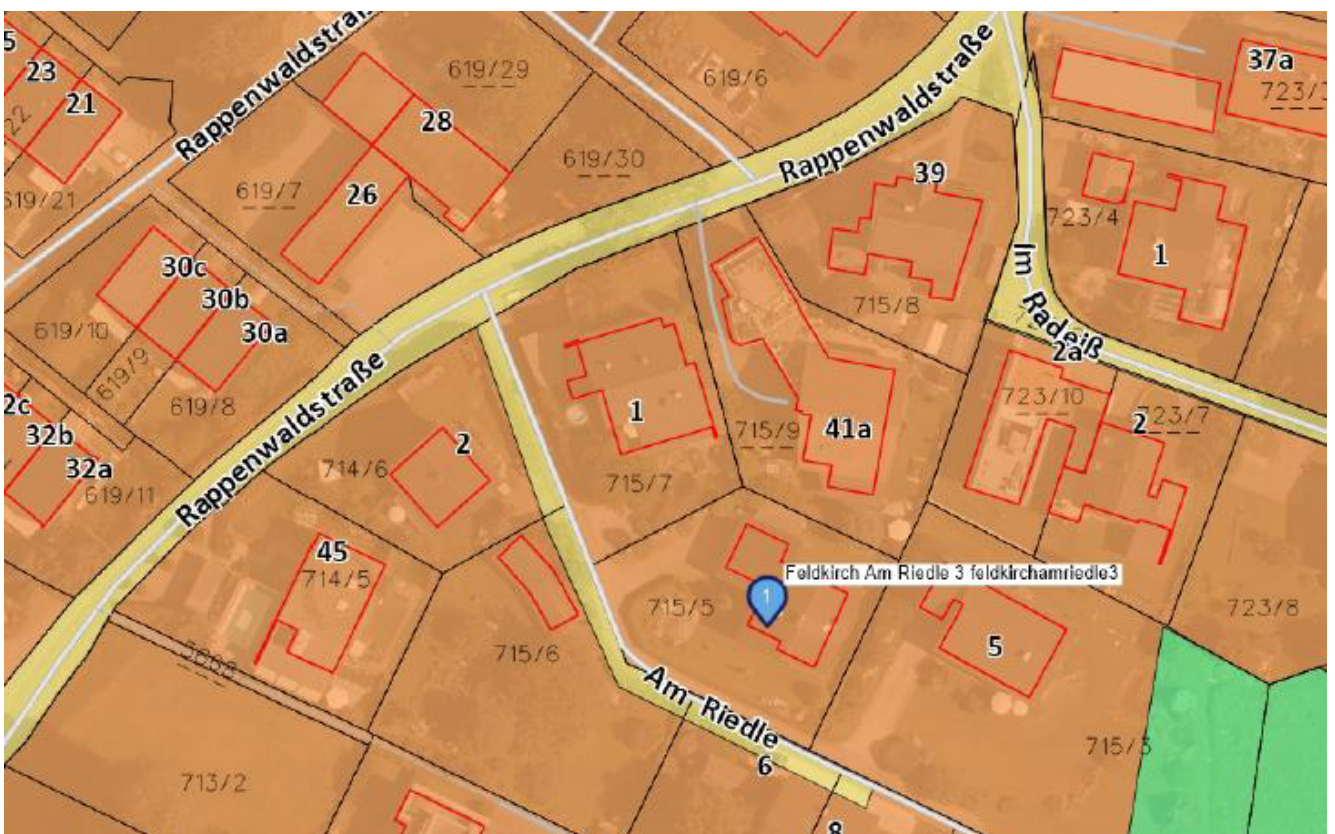 5
23
21
22
619/21
Rappenwaldstraß
619/29
28
619/7
26
619/30
619/6
Rappenwaldstraße
37a
723/3
39
723/4
1
Im Radeiß
715/8
30c
30b
30a
619/10
619/9
619/8
2c
32b
32a
619/11
Rappenwaldstraße
714/6
2
1
715/7
715/9
41a
2a
723/10
2
723/7
45
714/5
715/6
715/5
1
Feldkirch Am Riedle 3 feldkirchamriedle3
5
723/8
715/3
Am Riedle
6
713/2
8